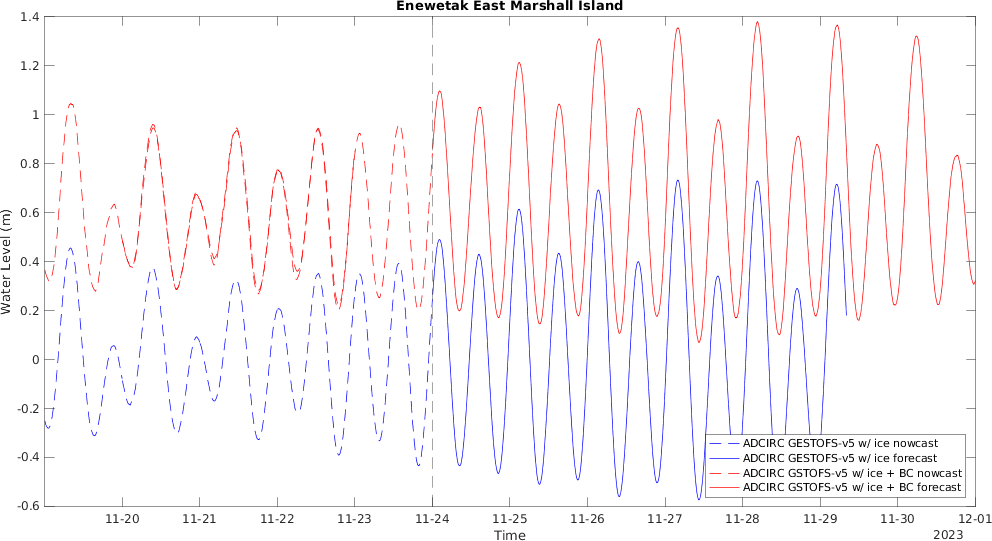 Enewetak East Marshall Island
1.4
1.2
1
0.8
0.6
0.4
0.2
0
-0.2
-0.4
-0.6
Water Level (m)
ADCIRC GESTOFS-v5 w/ ice nowcast
ADCIRC GESTOFS-v5 w/ ice forecast
ADCIRC GSTOFS-v5 w/ ice + BC nowcast
ADCIRC GSTOFS-v5 w/ ice + BC forecast
11-20 11-21 11-22 11-23 11-24 11-25 11-26 11-27 11-28 11-29 11-30 12-01
Time
2023